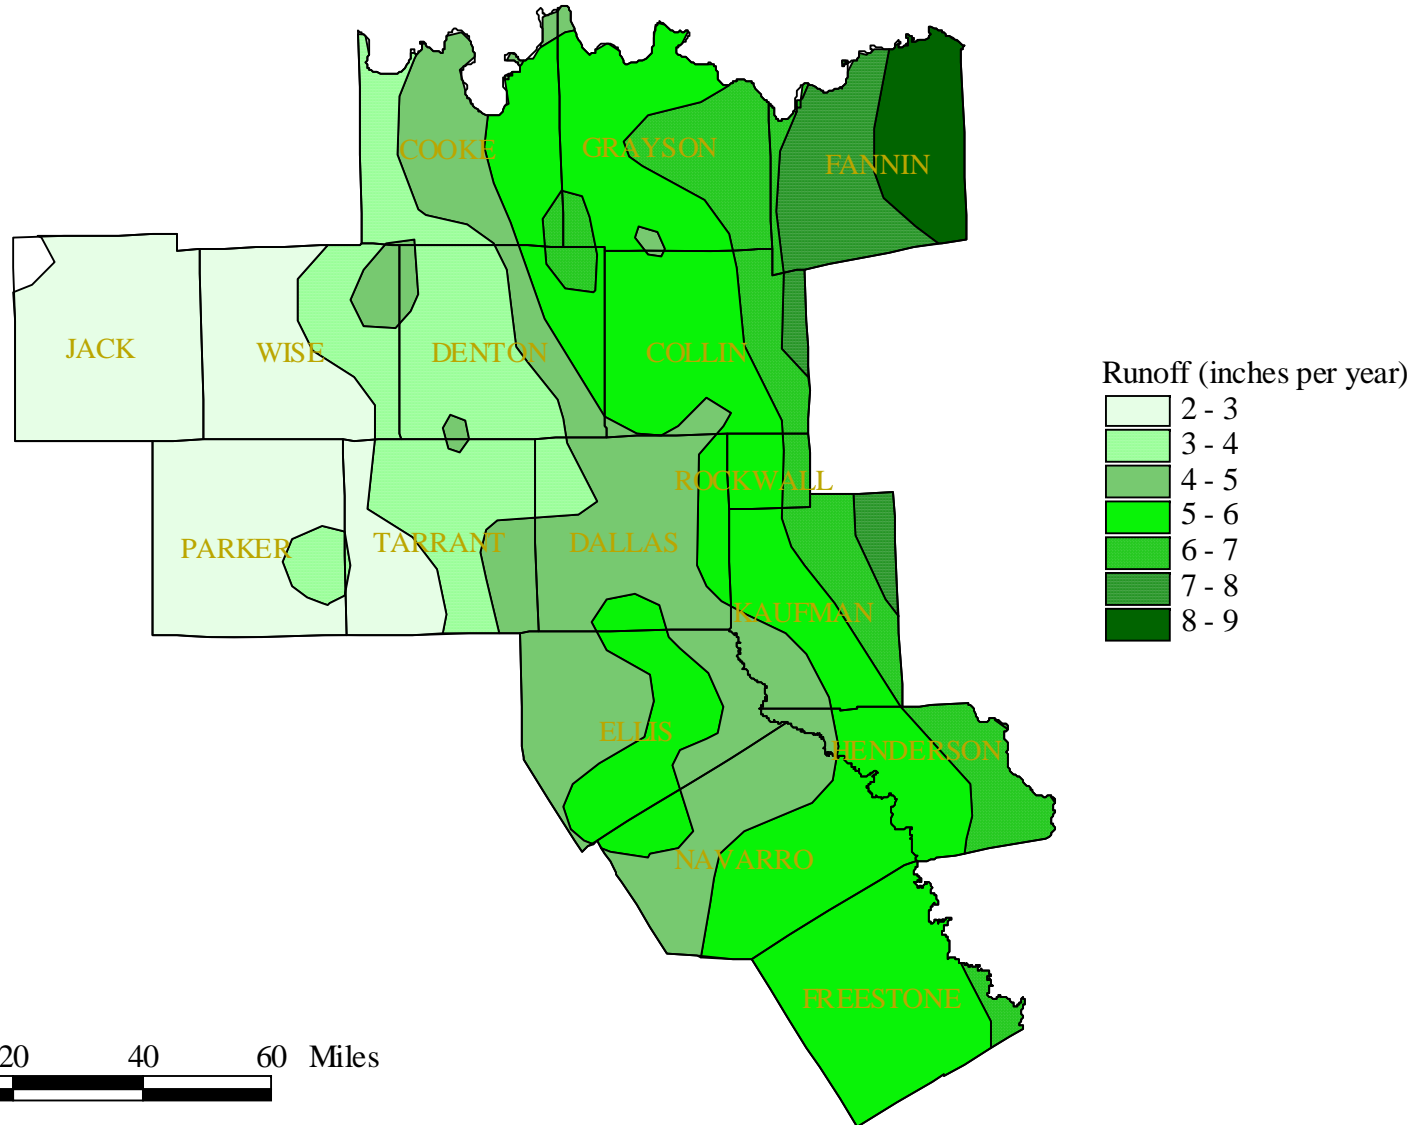 COOKE
GRAYSON
FANNIN
JACK
WISE
DENTON
COLLIN
Runoff (inches per year)
2 - 3
3 - 4
4 - 5
5 - 6
6 - 7
7 - 8
8 - 9
ROCKWALL
PARKER
TARRANT
DALLAS
KAUFMAN
ELLIS
HENDERSON
NAVARRO
FREESTONE
20 40 60 Miles